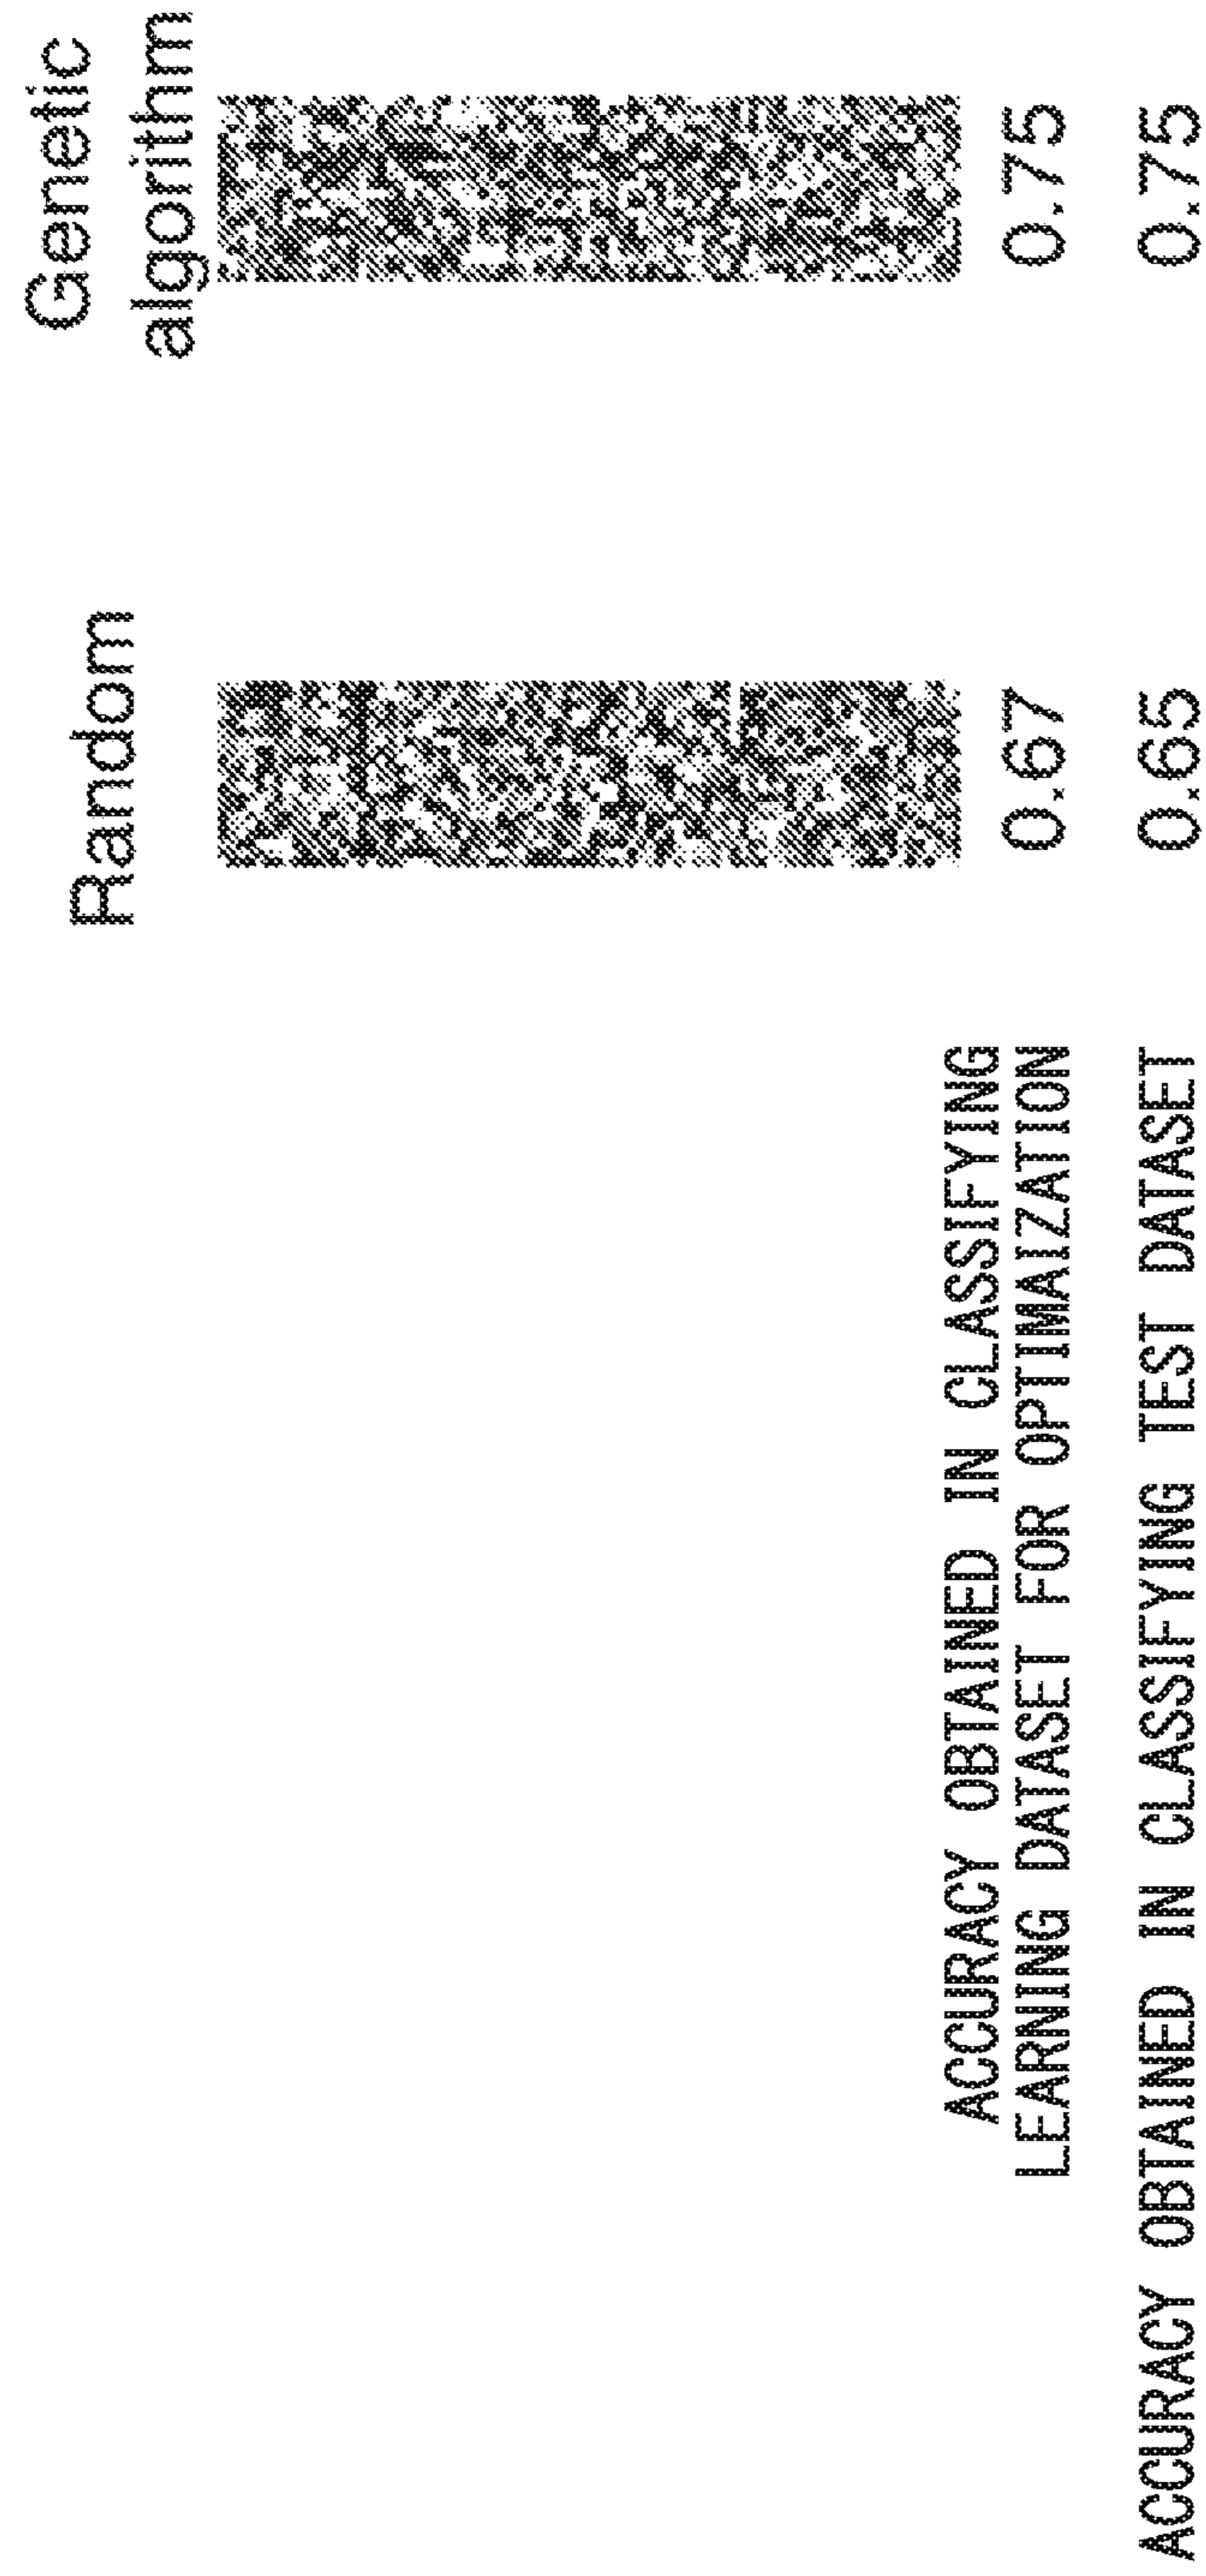 Random
Genetic
algorithm
ACCURACY OBTAINED IN CLASSIFYING
LEARNING DATASET FOR OPTIMAIZATION
0.67
0.75
ACCURACY OBTAINED IN CLASSIFYING TEST DATASET
0.65
0.75